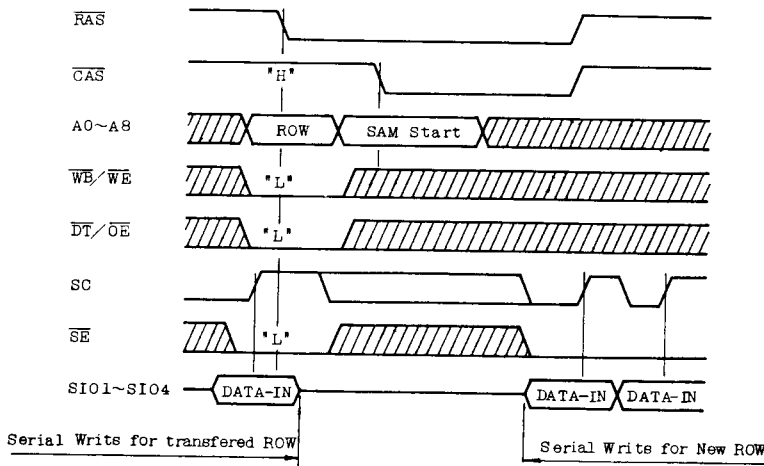 RAS
CAS "H"
A0~A8 ROW SAM Start
WB/WE "L"
DT/OE "L"
SC
SE "L"
SIO1~SIO4 DATA-IN DATA-IN DATA-IN
Serial Writs for transfered ROW Serial Writs for New ROW